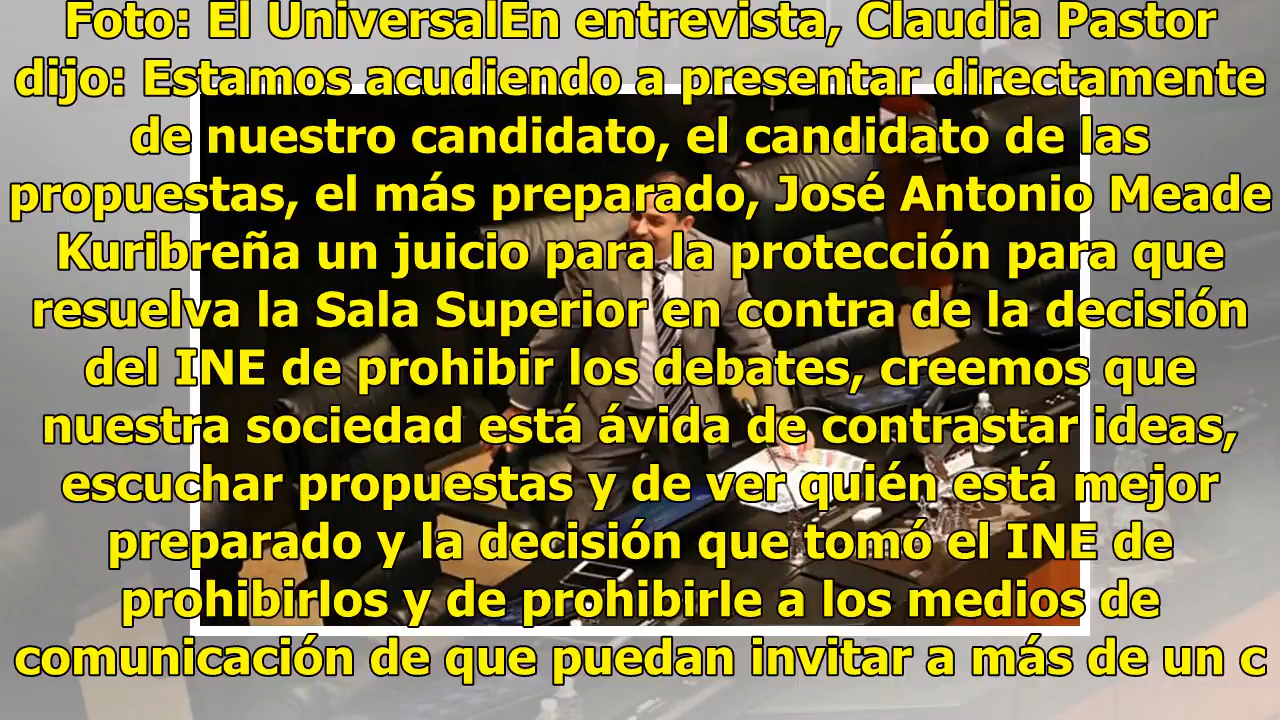 Foto: El UniversalEn entrevista, Claudia Pastor
dijo: Estamos acudiendo a presentar directamente
de nuestro candidato, el candidato de las
propuestas, el más preparado, José Antonio Meade
Kuribreña un juicio para la protección para que
resuelva la Sala Superior en contra de la decisión
del INE de prohibir los debates, creemos que
nuestra sociedad está ávida de contrastar ideas,
escuchar propuestas y de ver quién está mejor
preparado y la decisión que tomó el INE de
prohibirlos y de prohibirle a los medios de
comunicación de que puedan invitar a más de un c